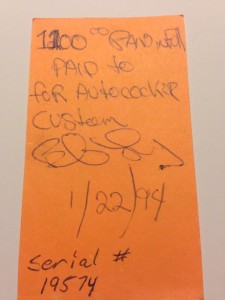 1100 00 PAID in full
PAID to
for Autococker
Custom
1/22/94
serial #
19574